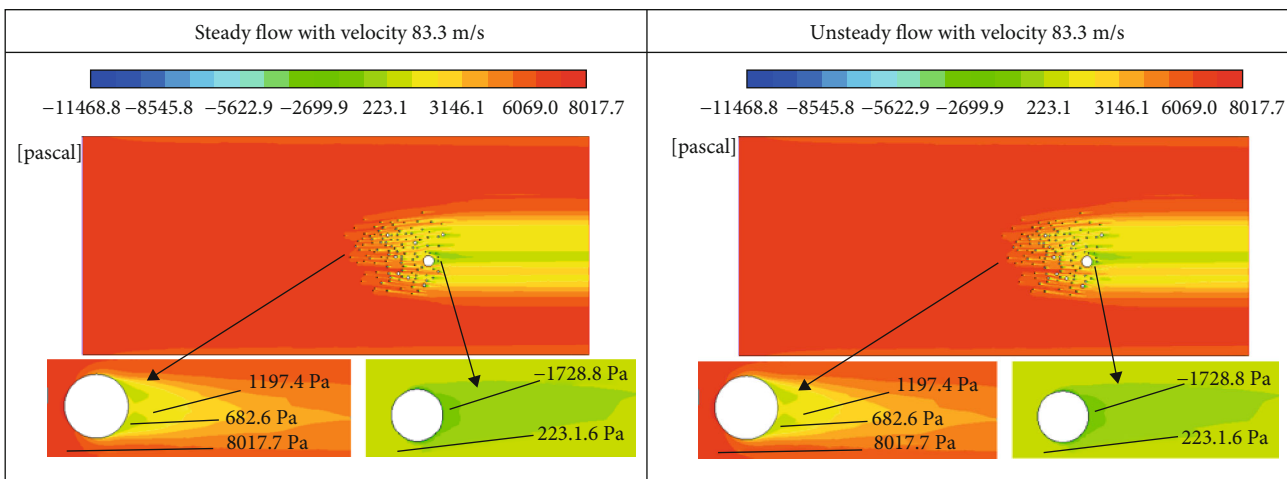 Steady flow with velocity 83.3 m/s
−11468.8 −8545.8 −5622.9 −2699.9 223.1 3146.1 6069.0 8017.7
[pascal]
1197.4 Pa
682.6 Pa
8017.7 Pa
−1728.8 Pa
223.1.6 Pa
Unsteady flow with velocity 83.3 m/s
−11468.8 −8545.8 −5622.9 −2699.9 223.1 3146.1 6069.0 8017.7
[pascal]
1197.4 Pa
682.6 Pa
8017.7 Pa
−1728.8 Pa
223.1.6 Pa